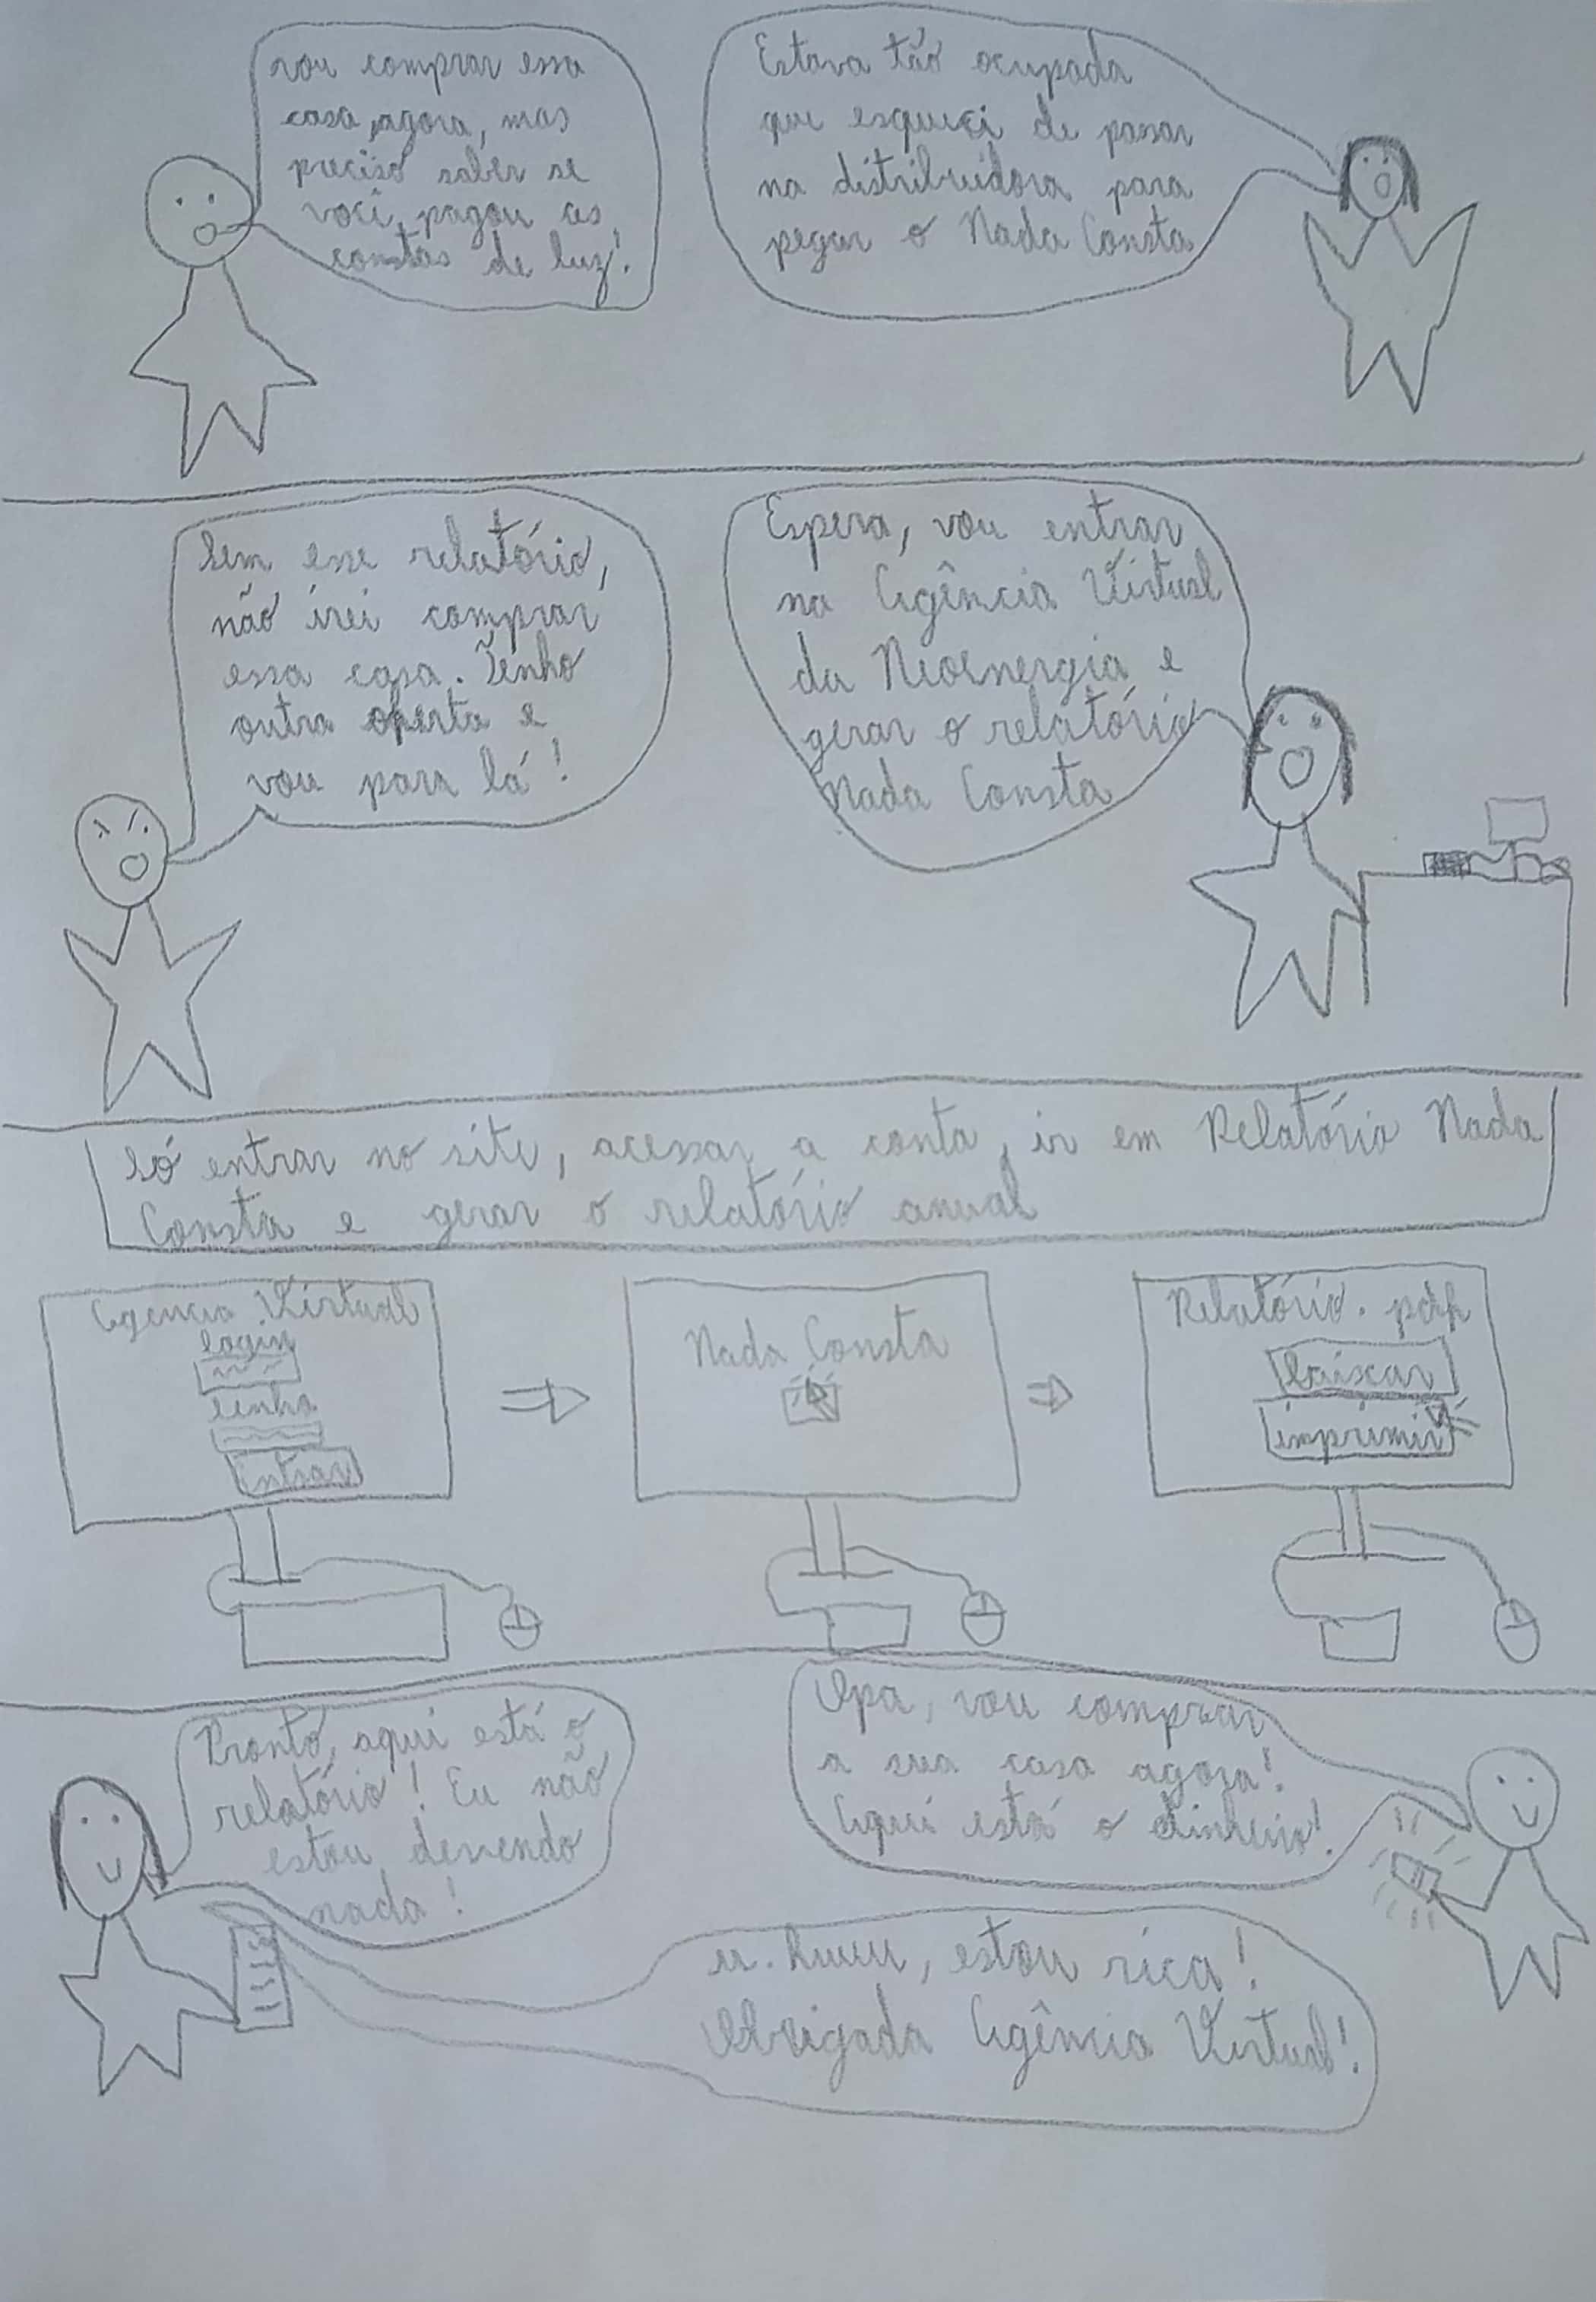 vou comprar essa
casa agora, mas
preciso saber se
você pagou as
contas de luz!
Estava tão ocupada
que esqueci de passar
na distribuidora para
pegar o Nada Consta
Sem esse relatório,
não irei comprar
essa casa. Tenho
outra oferta e
vou para lá!
Espera, vou entrar
na Agência Virtual
da Neoenergia e
gerar o relatório
Nada Consta
Só entrar no site, acessar a conta, ir em Relatório Nada
Consta e gerar o relatório anual
Agencia Virtual
login
senha
Entrar
Nada Consta
Relatório.pdf
baixar
imprimir
Pronto, aqui está o
relatório! Eu não
estou devendo
nada!
Opa, vou comprar
a sua casa agora!
Aqui está o dinheiro!
u.huuu, estou rica!
Obrigada Agência Virtual!